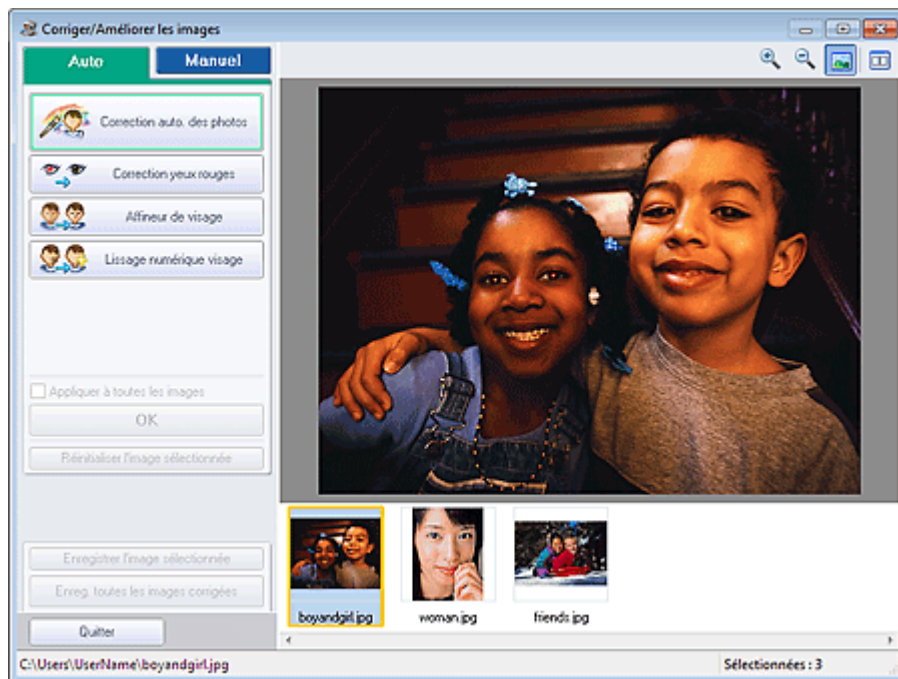 Corriger/Améliorer les images
Auto
Manuel
Correction auto. des photos
Correction yeux rouges
Affineur de visage
Lissage numérique visage
Appliquer à toutes les images
OK
Réinitialiser l'image sélectionnée
Enregistrer l'image sélectionnée
Enreg. toutes les images corrigées
Quitter
boyandgirl.jpg
woman.jpg
friends.jpg
C:\Users\UserName\boyandgirl.jpg
Sélectionnées : 3